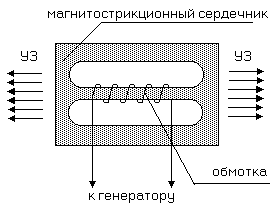 магнитострикционный сердечник
УЗ
УЗ
обмотка
к генератору